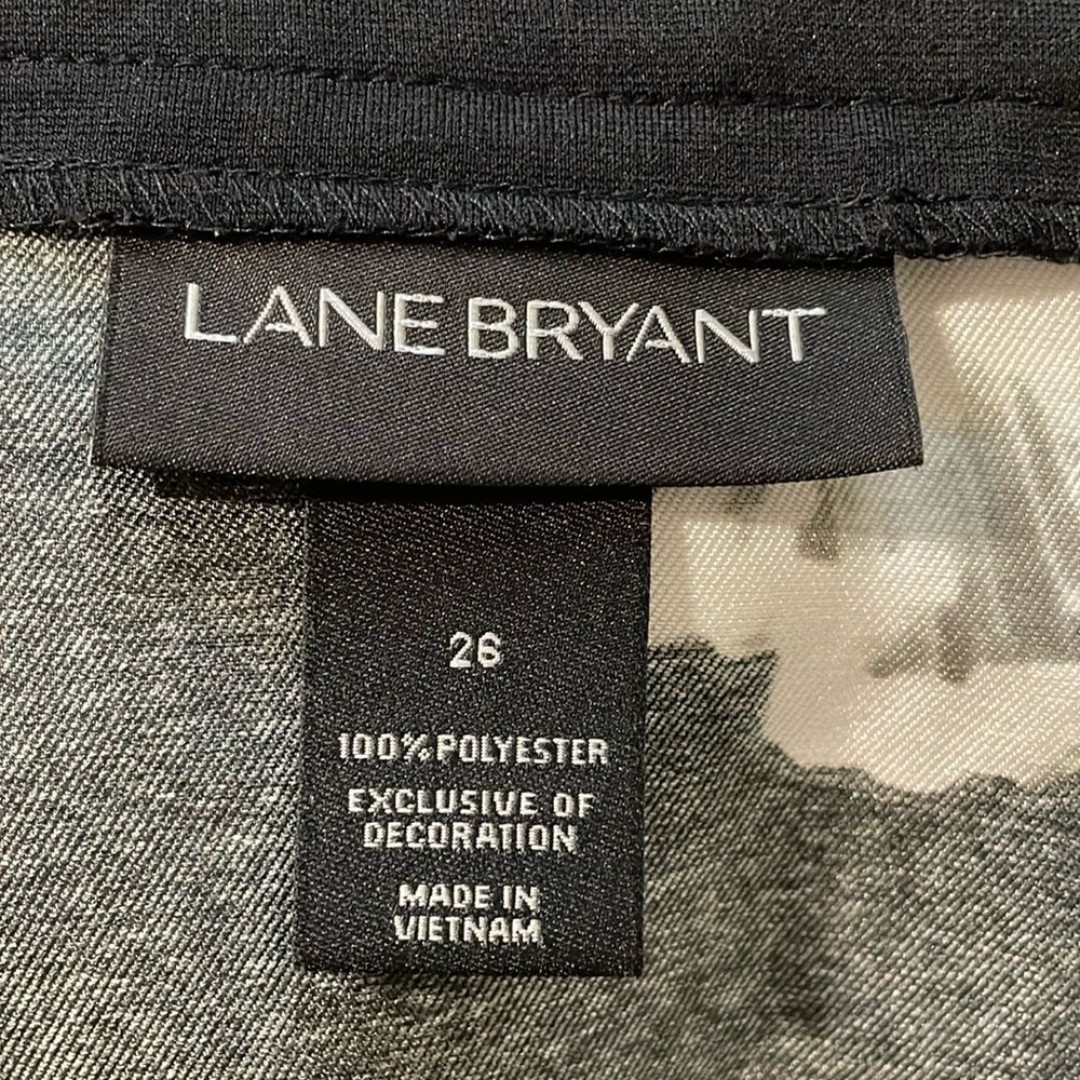 LANE BRYANT
26
100% POLYESTER
EXCLUSIVE OF
DECORATION
MADE IN
VIETNAM